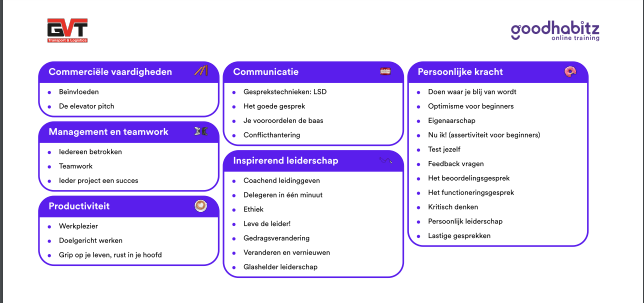 GVT
Transport & Logistics
goodhabitz
online training
Commerciële vaardigheden
Beïnvloeden
De elevator pitch
Management en teamwork
Iedereen betrokken
Teamwork
Ieder project een succes
Productiviteit
Werkplezier
Doelgericht werken
Grip op je leven, rust in je hoofd
Communicatie
Gesprekstechnieken: LSD
Het goede gesprek
Je vooroordelen de baas
Conflicthantering
Inspirerend leiderschap
Coachend leidinggeven
Delegeren in één minuut
Ethiek
Leve de leider!
Gedragsverandering
Veranderen en vernieuwen
Glashelder leiderschap
Persoonlijke kracht
Doen waar je blij van wordt
Optimisme voor beginners
Eigenaarschap
Nu ik! (assertiviteit voor beginners)
Test jezelf
Feedback vragen
Het beoordelingsgesprek
Het functioneringsgesprek
Kritisch denken
Persoonlijk leiderschap
Lastige gesprekken